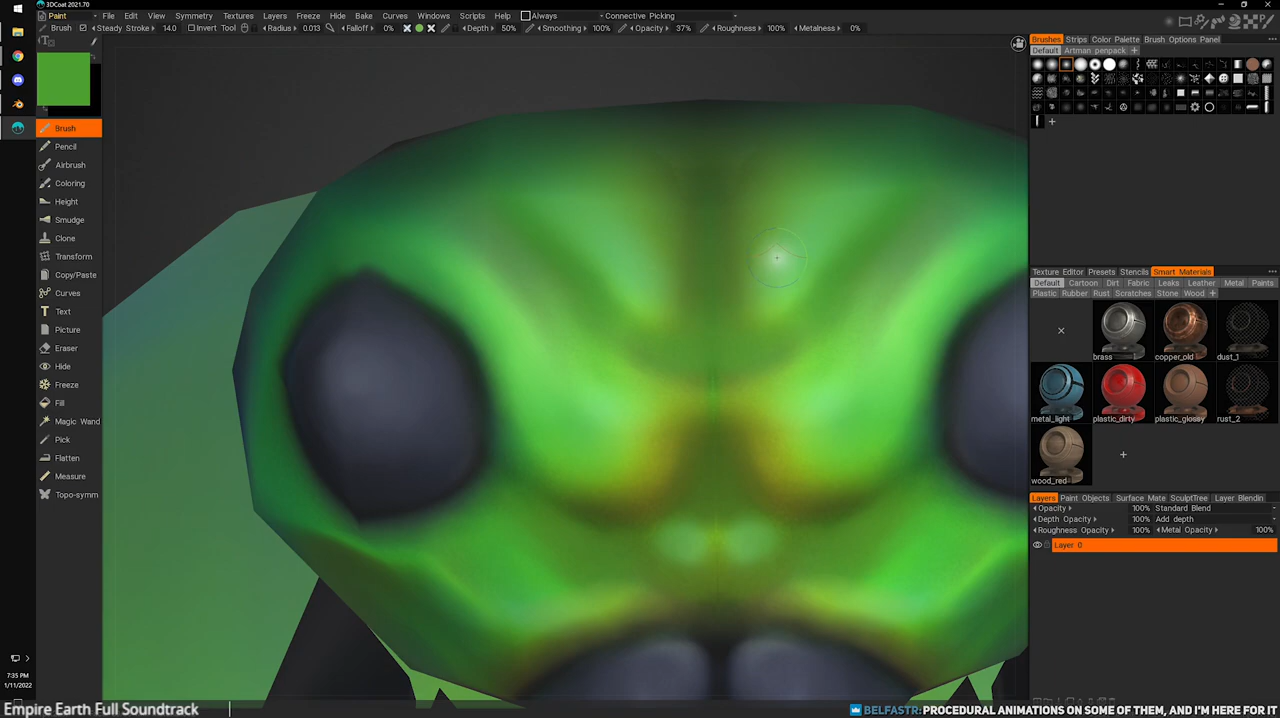 3DCoat 2021.70
Paint File Edit View Symmetry Textures Layers Freeze Hide Bake Curves Windows Scripts Help Always Connective Picking
Brush Steady Stroke 14.0 Invert Tool Radius 0.013 Falloff 0% Depth 50% Smoothing 100% Opacity 37% Roughness 100% Metalness 0%
Brush
Pencil
Airbrush
Coloring
Height
Smudge
Clone
Transform
Copy/Paste
Curves
Text
Picture
Eraser
Hide
Freeze
Fill
Magic Wand
Pick
Flatten
Measure
Topo-symm
Brushes Strips Color Palette Brush Options Panel
Default Artman penpack
Texture Editor Presets Stencils Smart Materials
Default Cartoon Dirt Fabric Leaks Leather Metal Paints
Plastic Rubber Rust Scratches Stone Wood
brass copper_old dust_1
metal_light plastic_dirty plastic_glossy rust_2
wood_red
Layers Paint Objects Surface Mate SculptTree Layer Blendin
Opacity 100% Standard Blend
Depth Opacity 100% Add depth
Roughness Opacity 100% Metal Opacity 100%
Layer 0
7:35 PM
1/11/2022
Empire Earth Full Soundtrack
BELFASTR: PROCEDURAL ANIMATIONS ON SOME OF THEM, AND I'M HERE FOR IT